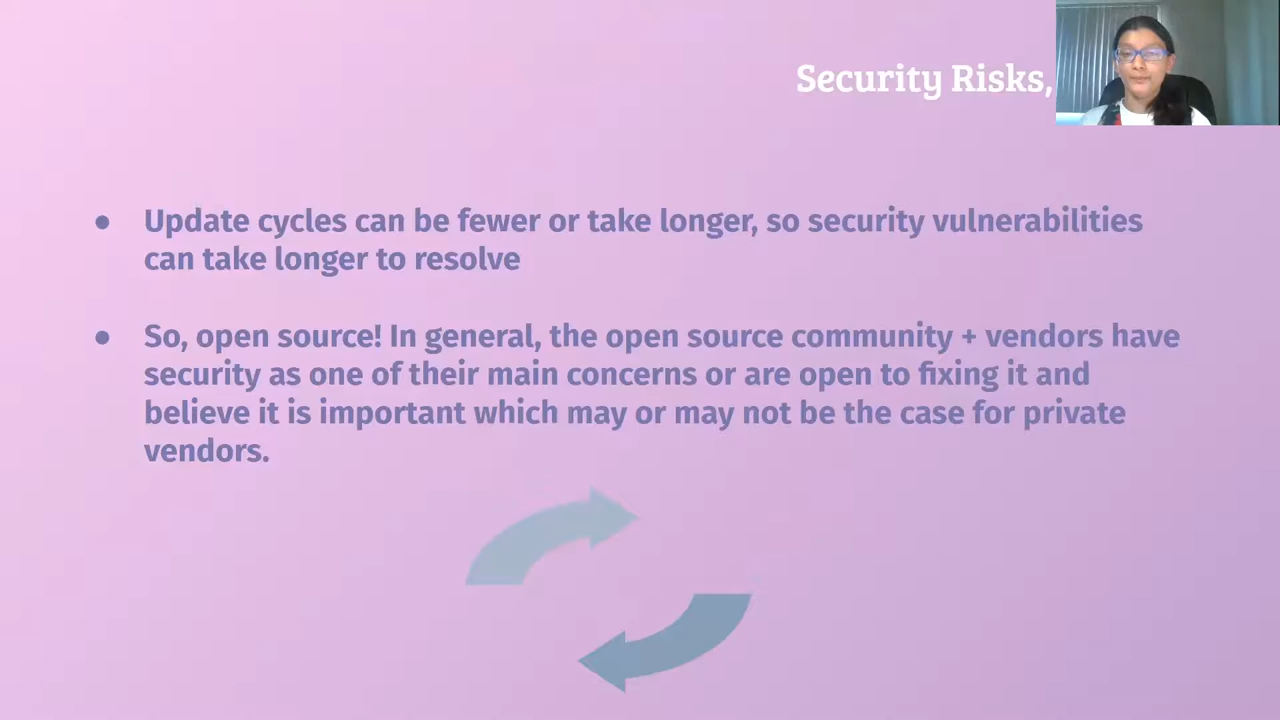 Security Risks,
● Update cycles can be fewer or take longer, so security vulnerabilities
can take longer to resolve
● So, open source! In general, the open source community + vendors have
security as one of their main concerns or are open to fixing it and
believe it is important which may or may not be the case for private
vendors.